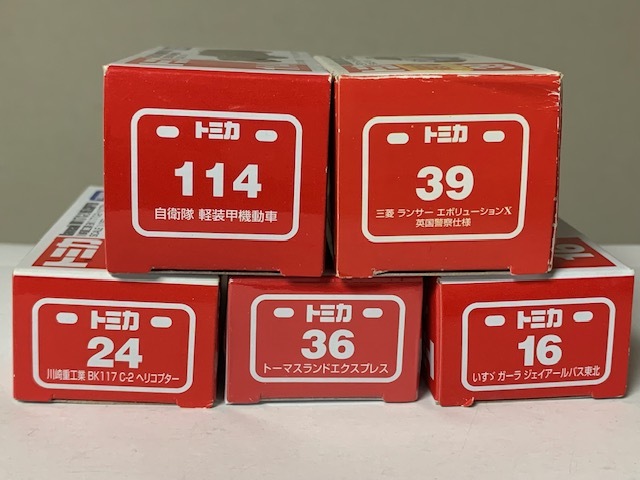 トミカ
114
自衛隊 軽装甲機動車
トミカ
39
三菱 ランサー エボリューションX
英国警察仕様
トミカ
24
川崎重工業 BK117 C-2 ヘリコプター
トミカ
36
トーマスランドエクスプレス
トミカ
16
いすゞ ガーラ ジェイアールバス東北